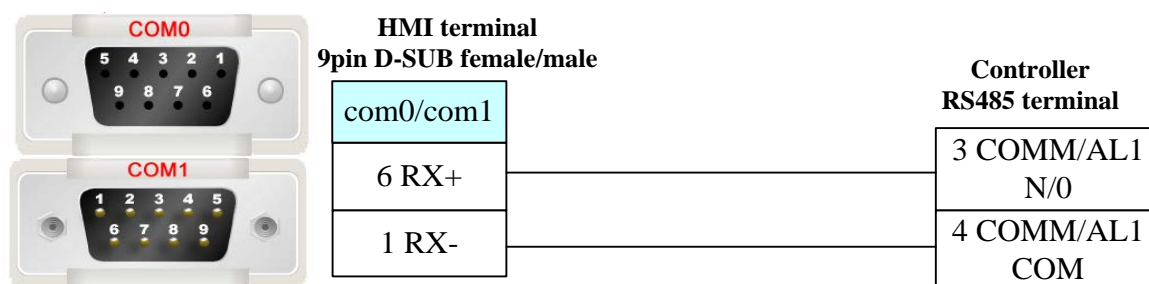 COM0
5 4 3 2 1
9 8 7 6
COM1
1 2 3 4 5
6 7 8 9
HMI terminal
9pin D-SUB female/male
com0/com1
6 RX+
1 RX-
Controller
RS485 terminal
3 COMM/AL1
N/0
4 COMM/AL1
COM